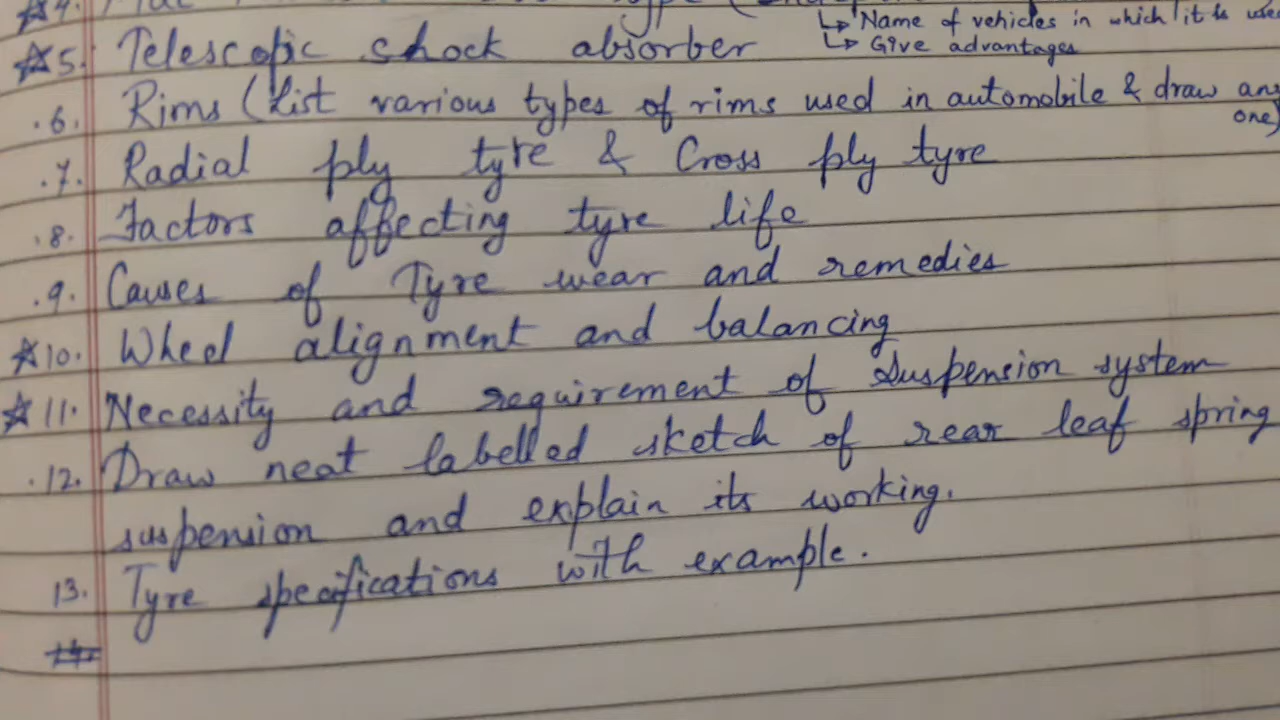 ☆5. Telescopic shock absorber
↳ Name of vehicles in which it is
↳ Give advantages
.6. Rims (List various types of rims used in automobile & draw any
one)
.7. Radial ply tyre & Cross ply tyre
.8. Factors affecting tyre life
.9. Causes of Tyre wear and remedies
☆10. Wheel alignment and balancing
☆11. Necessity and requirement of suspension system
.12. Draw neat labelled sketch of rear leaf spring
suspension and explain its working.
13. Tyre specifications with example.